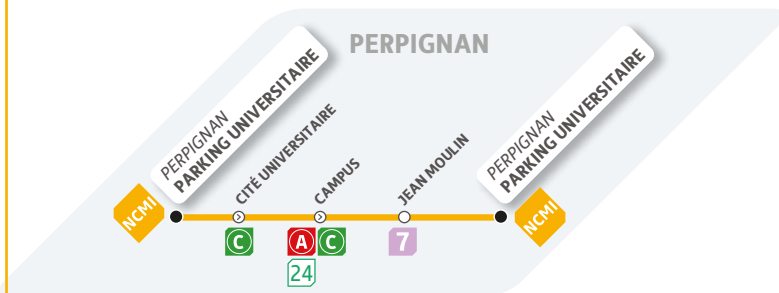 PERPIGNAN
PERPIGNAN
PARKING UNIVERSITAIRE
CITÉ UNIVERSITAIRE
CAMPUS
JEAN MOULIN
PERPIGNAN
PARKING UNIVERSITAIRE
NCMI
NCMI
C
A C
7
24